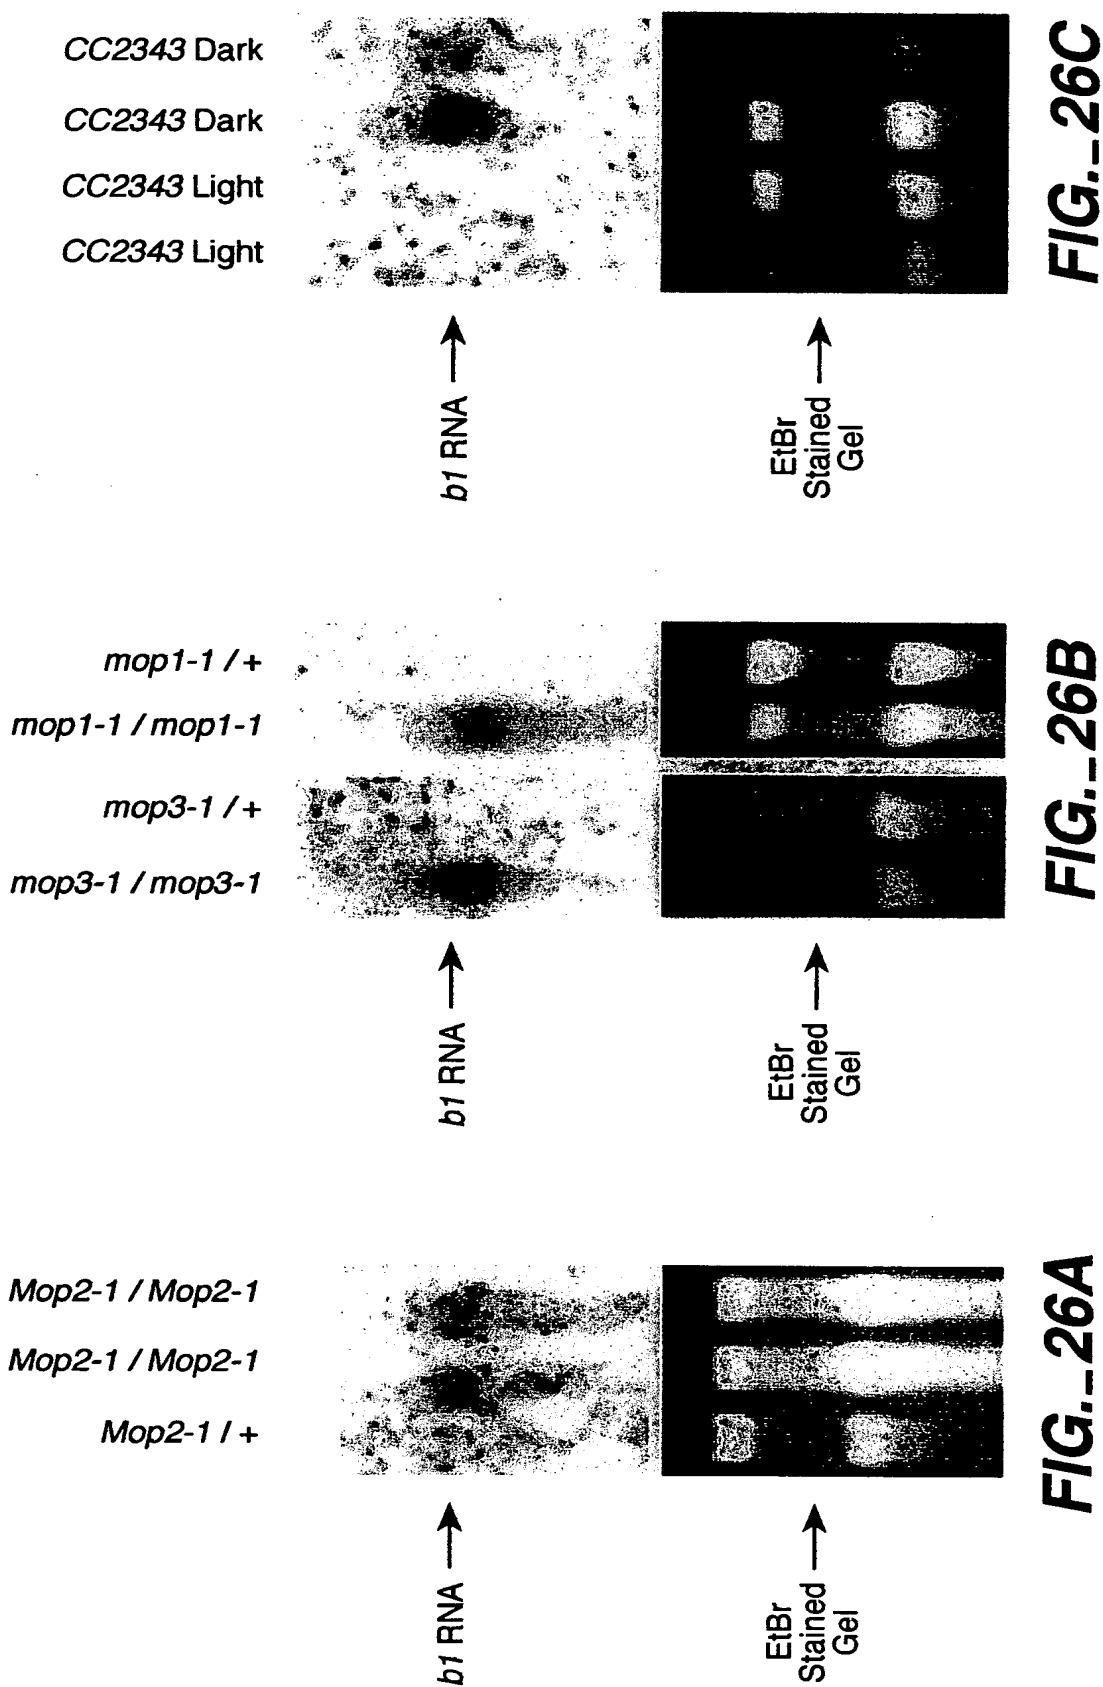 CC2343 Dark
CC2343 Dark
CC2343 Light
CC2343 Light
b1 RNA
EtBr
Stained
Gel
FIG._26C
mop1-1 / +
mop1-1 / mop1-1
mop3-1 / +
mop3-1 / mop3-1
b1 RNA
EtBr
Stained
Gel
FIG._26B
Mop2-1 / Mop2-1
Mop2-1 / Mop2-1
Mop2-1 / +
b1 RNA
EtBr
Stained
Gel
FIG._26A